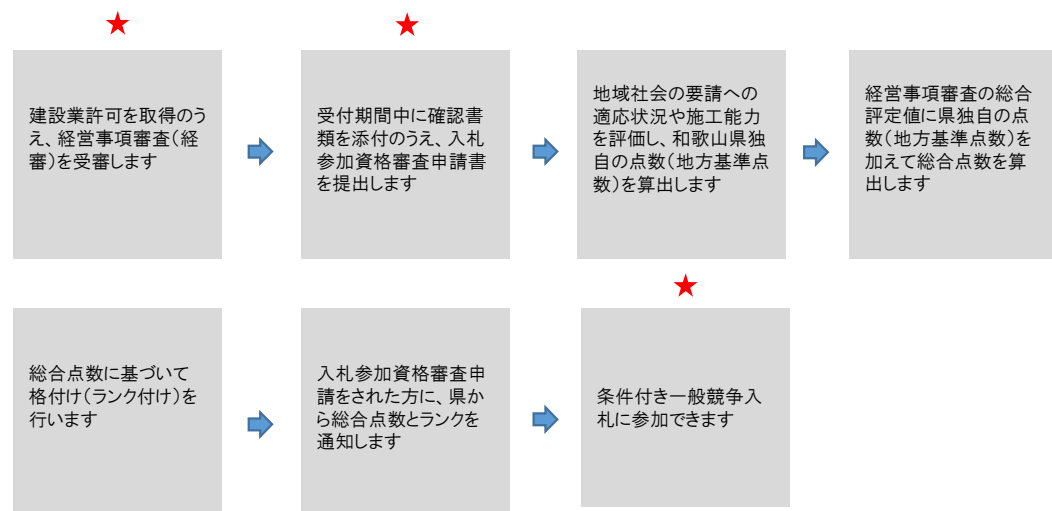 ★
★
建設業許可を取得のう
え、経営事項審査（経
審）を受審します
受付期間中に確認書
類を添付のうえ、入札
参加資格審査申請書
を提出します
地域社会の要請への
適応状況や施工能力
を評価し、和歌山県独
自の点数（地方基準点
数）を算出します
経営事項審査の総合
評定値に県独自の点
数（地方基準点数）を
加えて総合点数を算
出します
総合点数に基づいて
格付け（ランク付け）を
行います
入札参加資格審査申
請をされた方に、県か
ら総合点数とランクを
通知します
★
条件付き一般競争入
札に参加できます